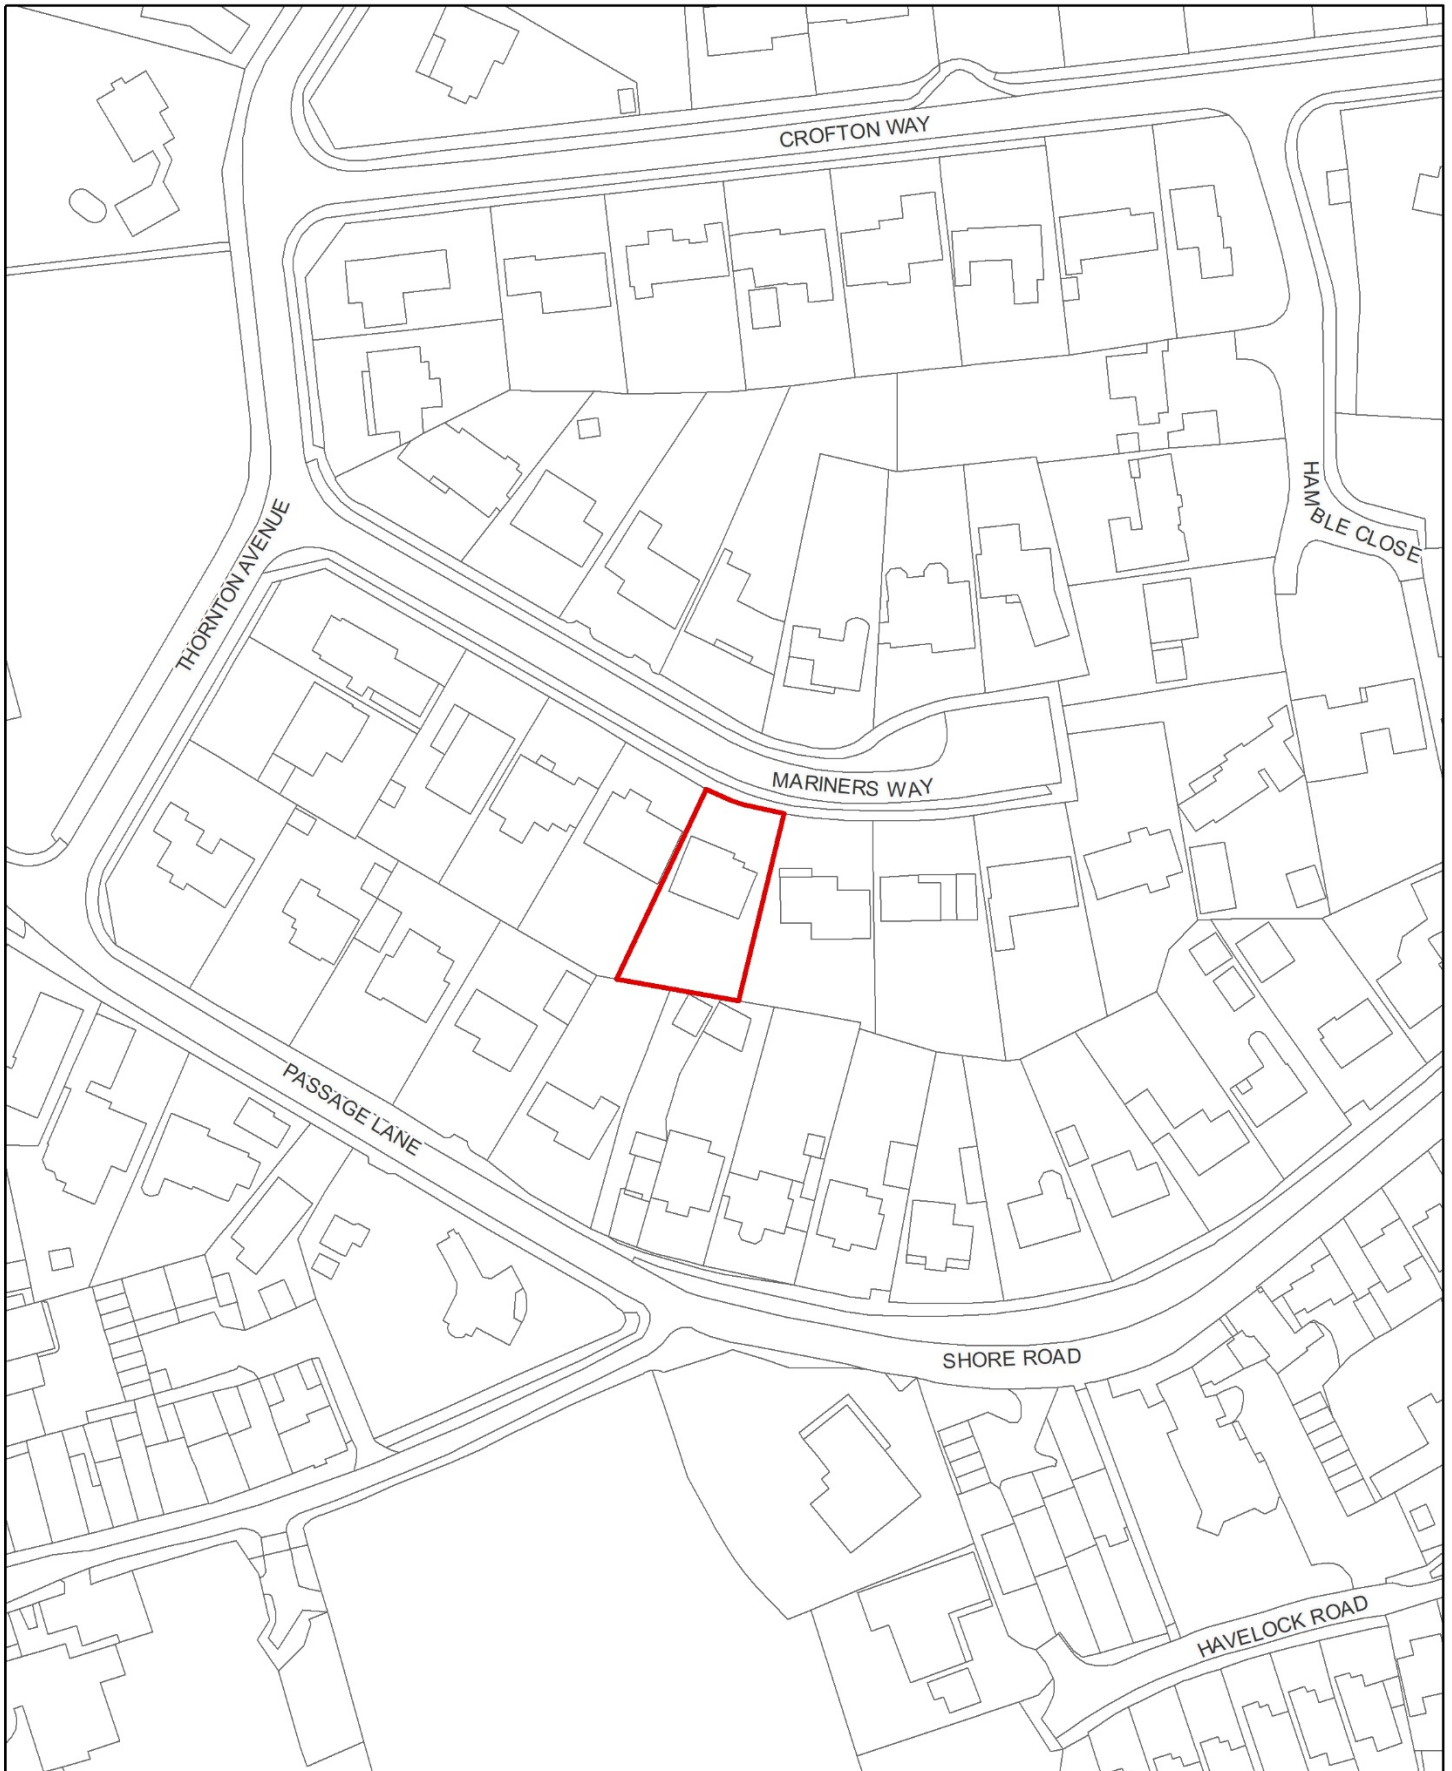 CROFTON WAY
HAMBLE CLOSE
THORNTON AVENUE
MARINERS WAY
PASSAGE LANE
SHORE ROAD
HAVELOCK ROAD